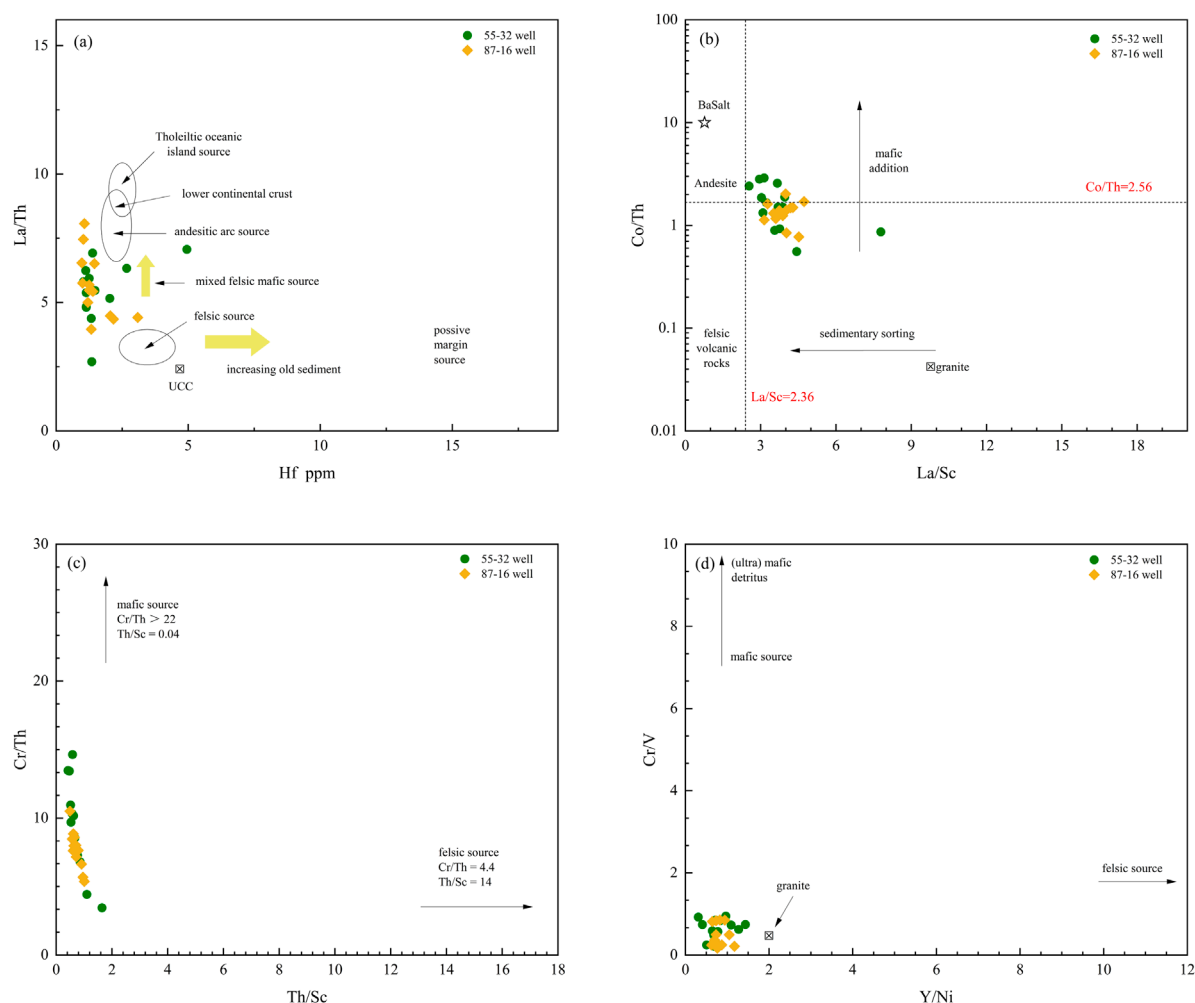 (a)
55-32 well
87-16 well
15
10
5
0
La/Th
Tholeiltic oceanic
island source
lower continental crust
andesitic arc source
mixed felsic mafic source
felsic source
increasing old sediment
UCC
possive
margin
source
0
5
10
15
Hf ppm
(b)
55-32 well
87-16 well
100
10
1
0.1
0.01
Co/Th
BaSalt
Andesite
mafic
addition
Co/Th=2.56
felsic
volcanic
rocks
sedimentary sorting
granite
La/Sc=2.36
0
3
6
9
12
15
18
La/Sc
(c)
55-32 well
87-16 well
30
20
10
0
Cr/Th
mafic source
Cr/Th > 22
Th/Sc = 0.04
felsic source
Cr/Th = 4.4
Th/Sc = 14
0
2
4
6
8
10
12
14
16
18
Th/Sc
(d)
55-32 well
87-16 well
10
8
6
4
2
0
Cr/V
(ultra) mafic
detritus
mafic source
felsic source
granite
0
2
4
6
8
10
12
Y/Ni